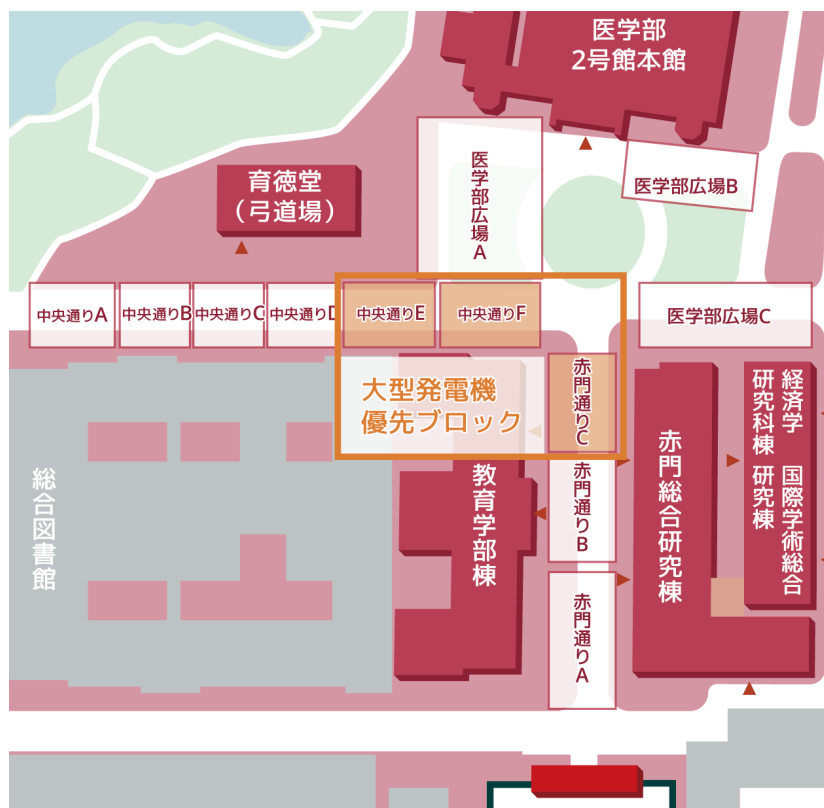 医学部
2号館本館
育徳堂
（弓道場）
医学部広場A
医学部広場B
中央通りA
中央通りB
中央通りC
中央通りD
中央通りE
中央通りF
医学部広場C
大型発電機
優先ブロック
赤門通りC
赤門通りB
赤門通りA
総合図書館
教育学部棟
赤門総合研究棟
経済学
研究科棟
国際学術総合
研究棟